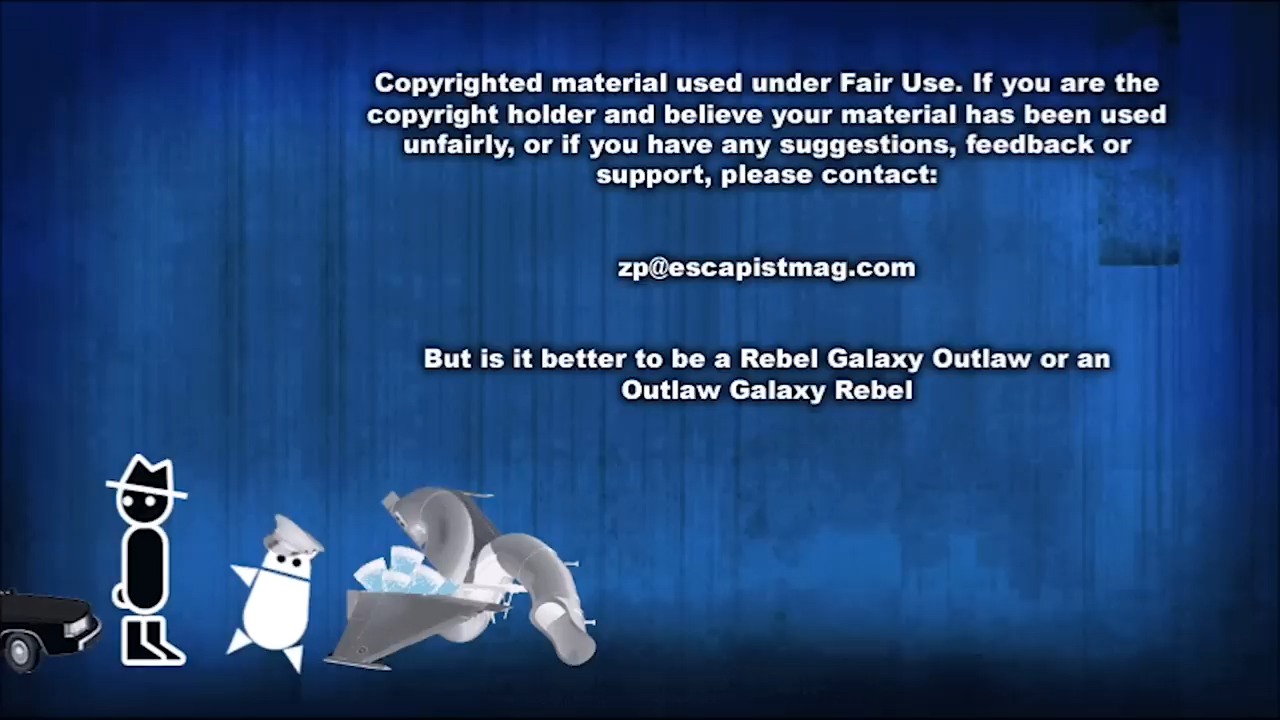 Copyrighted material used under Fair Use. If you are the
copyright holder and believe your material has been used
unfairly, or if you have any suggestions, feedback or
support, please contact:
zp@escapistmag.com
But is it better to be a Rebel Galaxy Outlaw or an
Outlaw Galaxy Rebel